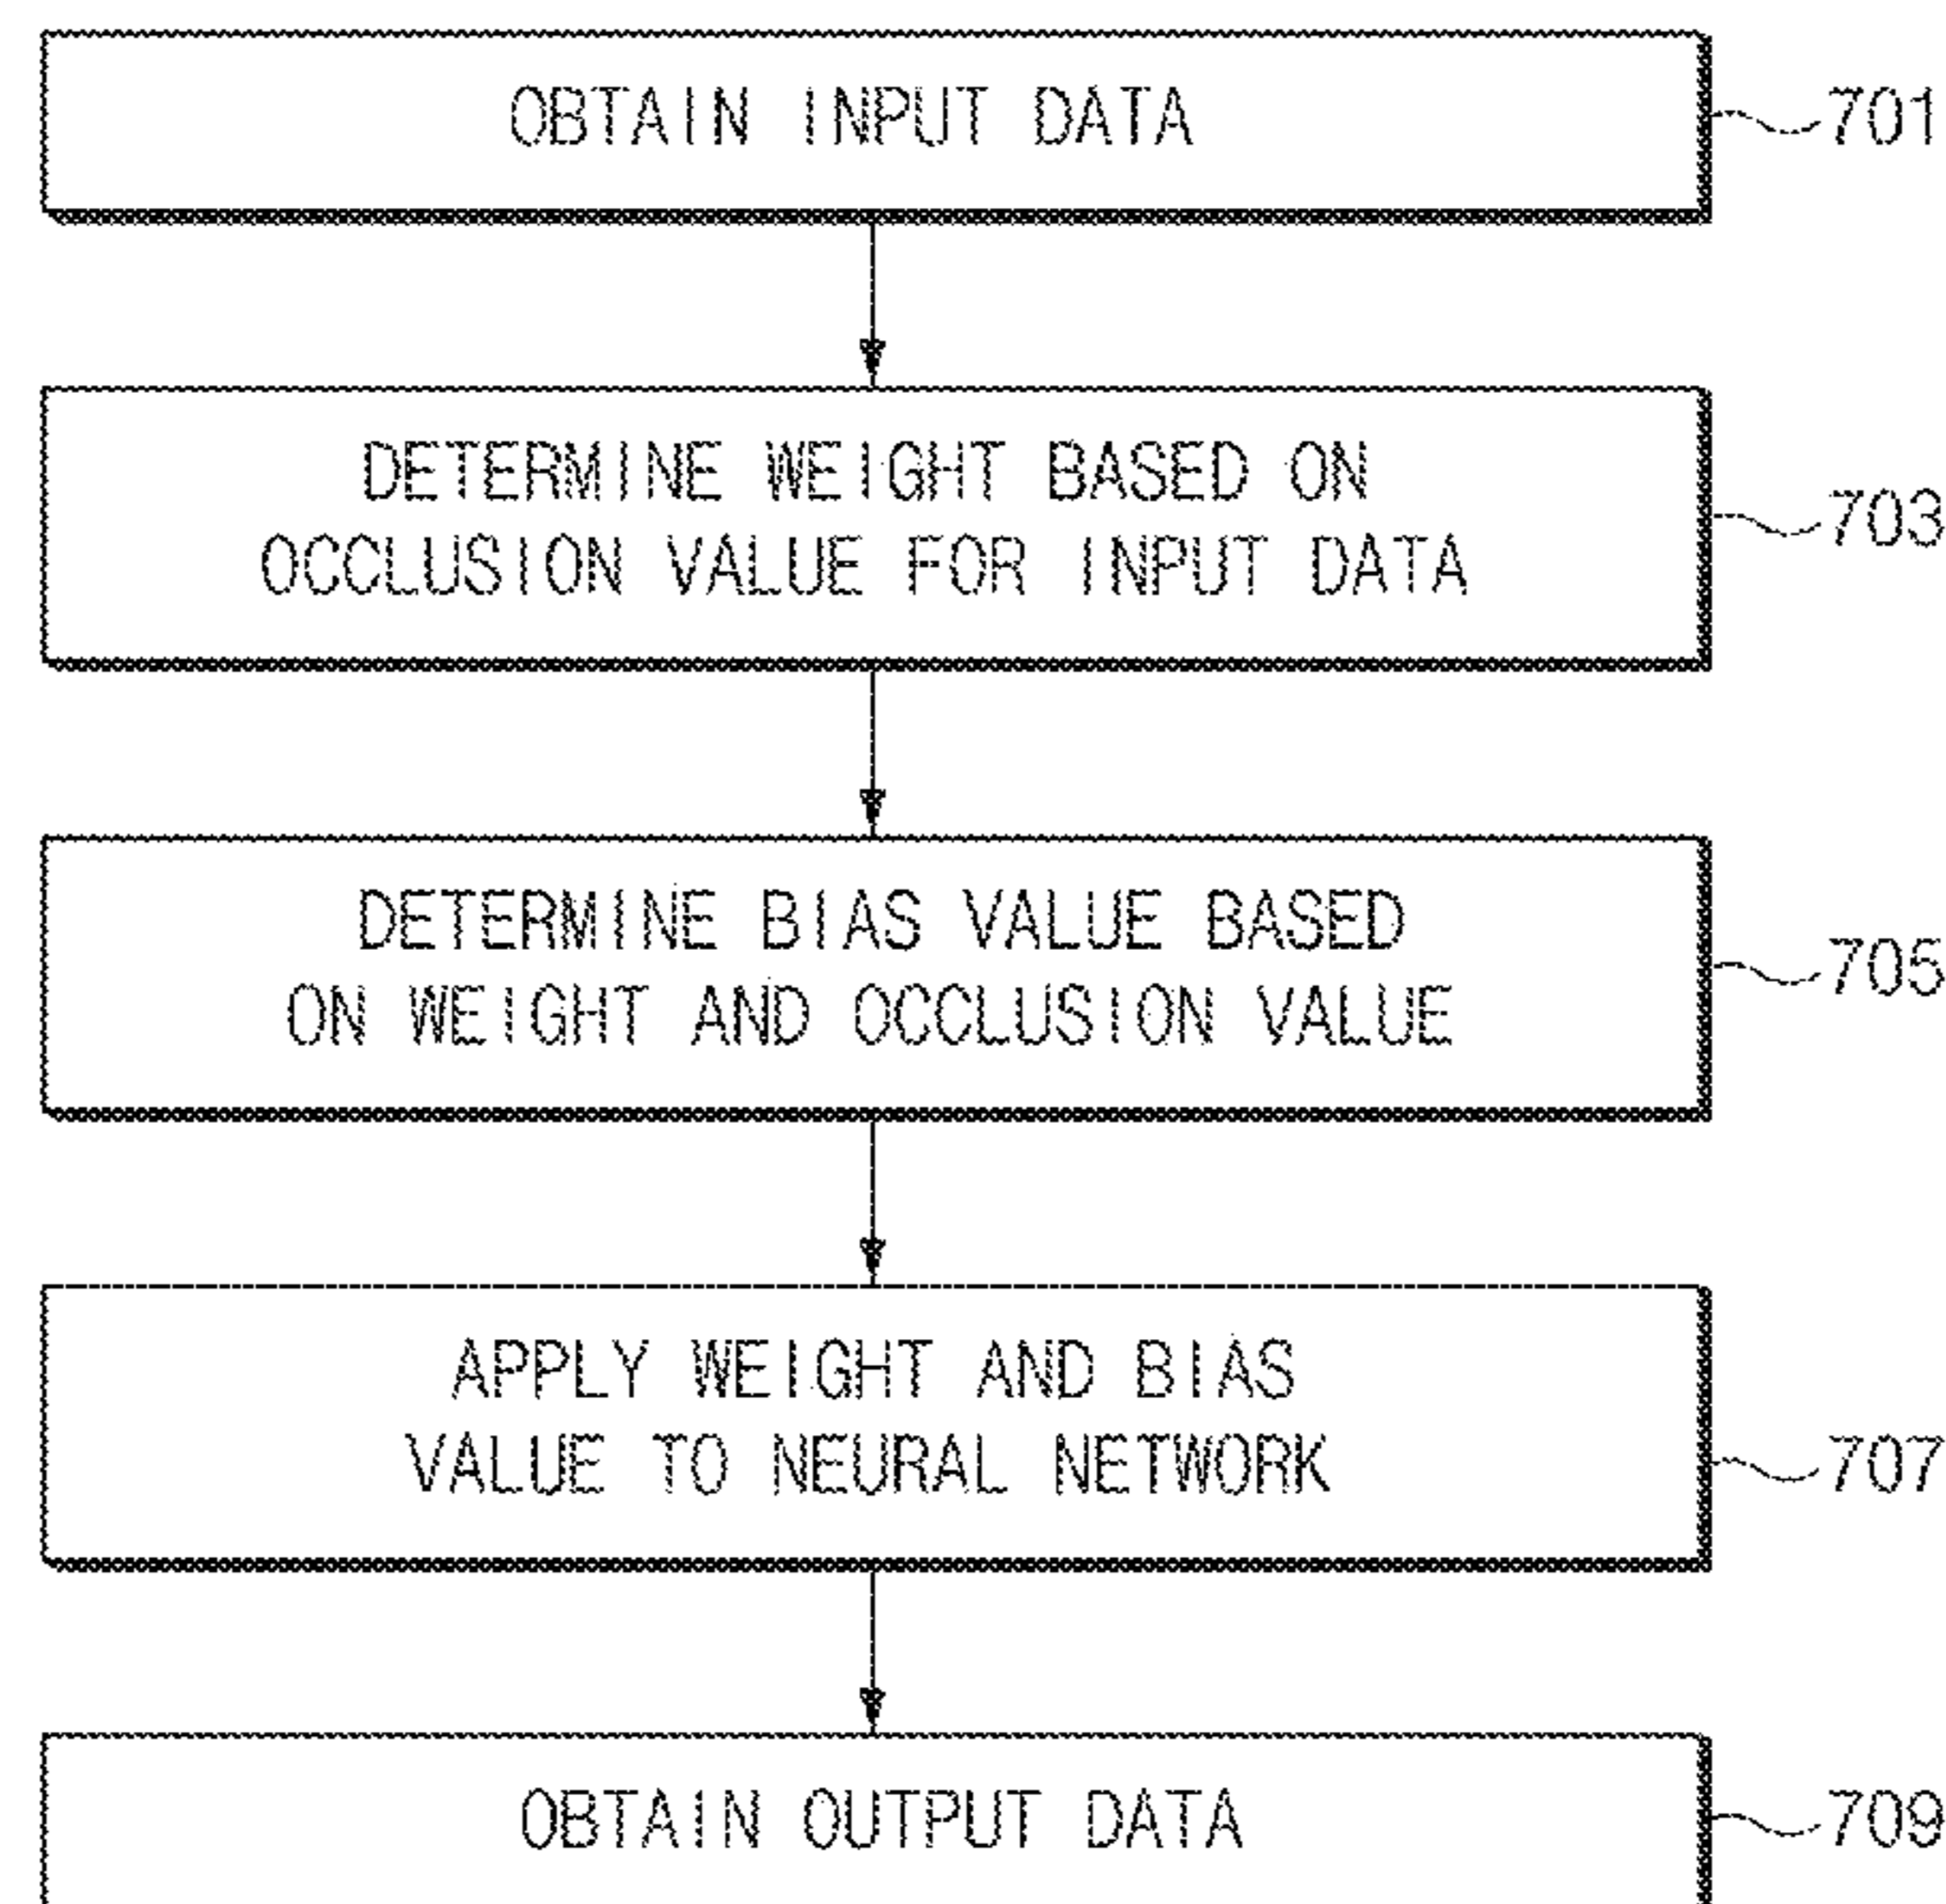 OBTAIN INPUT DATA
701
DETERMINE WEIGHT BASED ON
OCCLUSION VALUE FOR INPUT DATA
703
DETERMINE BIAS VALUE BASED
ON WEIGHT AND OCCLUSION VALUE
705
APPLY WEIGHT AND BIAS
VALUE TO NEURAL NETWORK
707
OBTAIN OUTPUT DATA
709